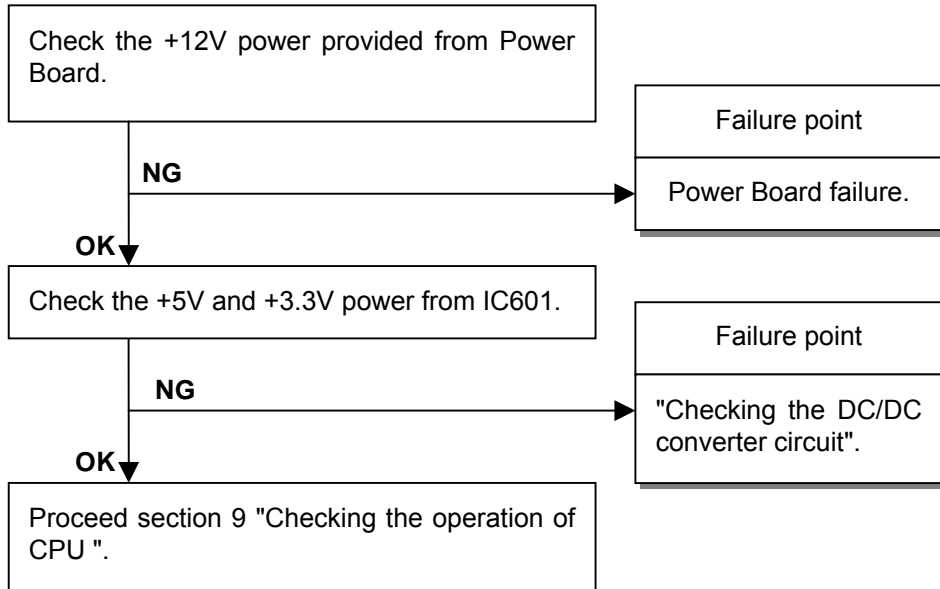 Check the +12V power provided from Power
Board.
Failure point
NG
Power Board failure.
OK
Check the +5V and +3.3V power from IC601.
Failure point
NG
"Checking the DC/DC
converter circuit".
OK
Proceed section 9 "Checking the operation of
CPU ".